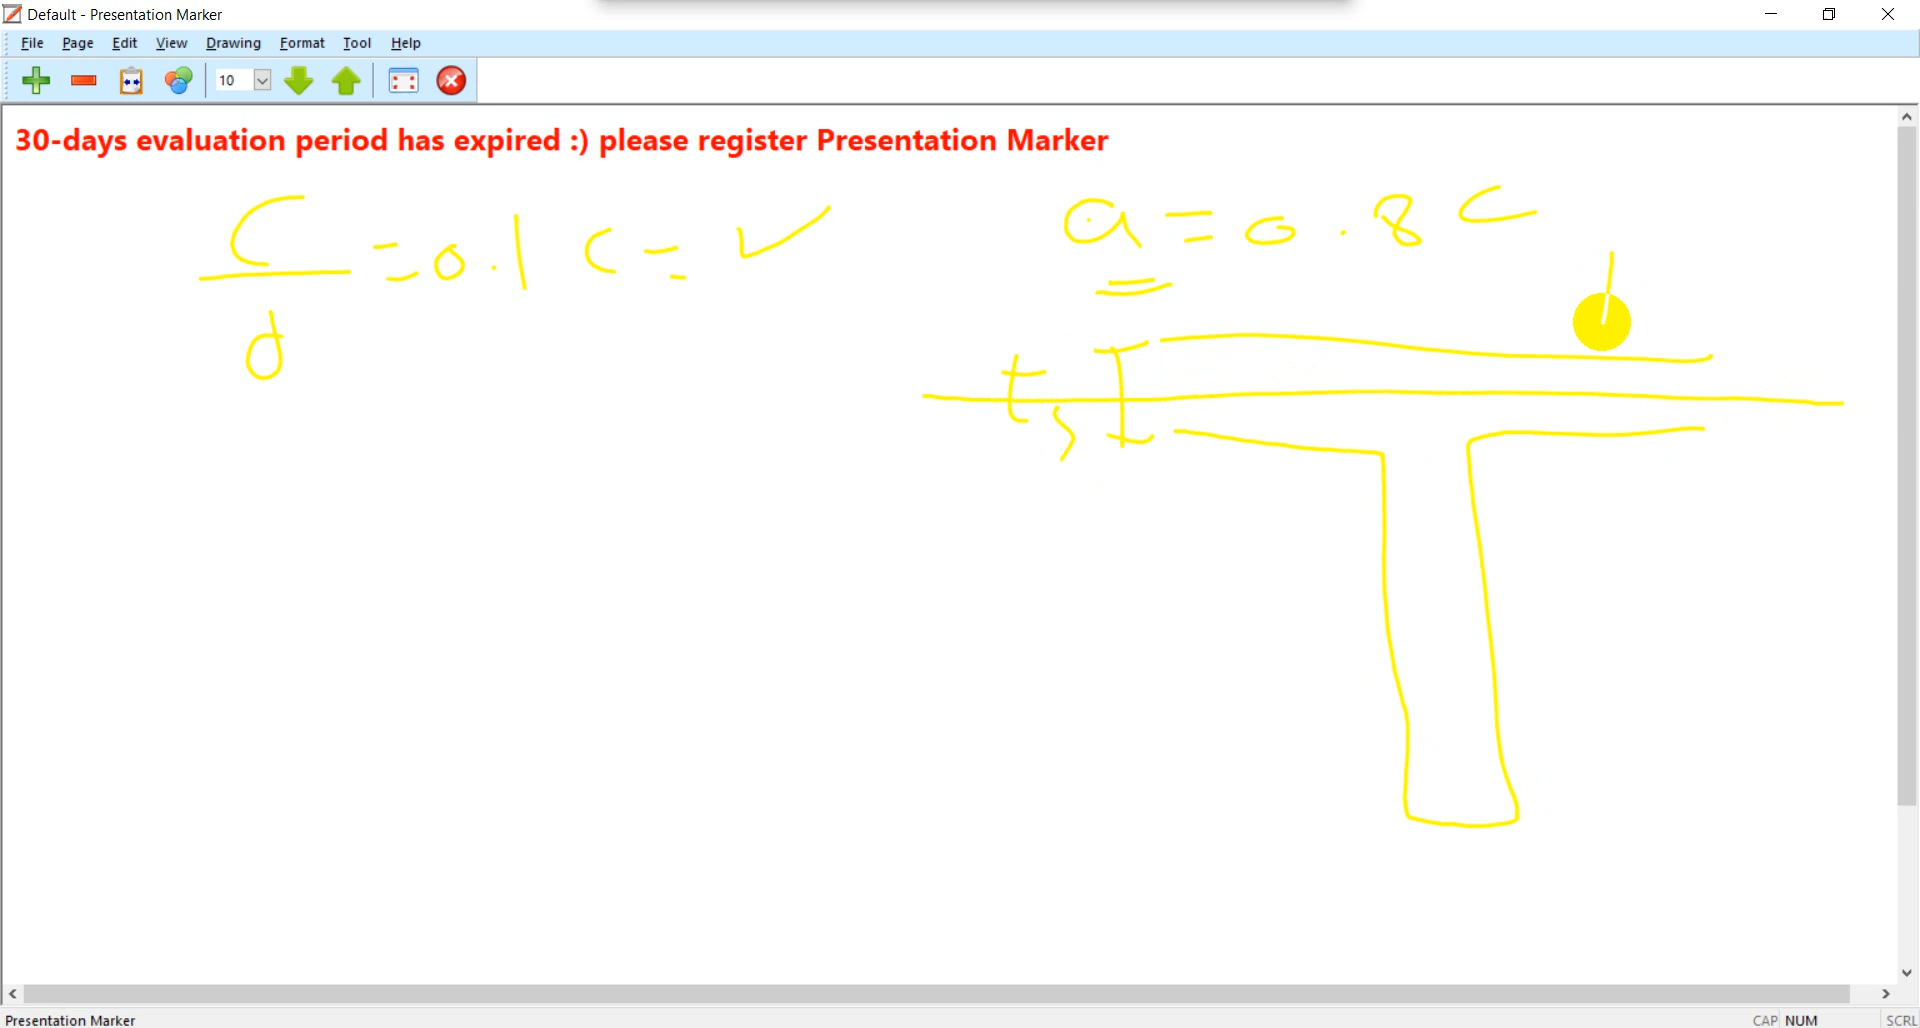 Default - Presentation Marker
File Page Edit View Drawing Format Tool Help
10
30-days evaluation period has expired :) please register Presentation Marker
c/d = 0.1 c = ✓
a = 0.8 c
ts
Presentation Marker
CAP NUM SCRL